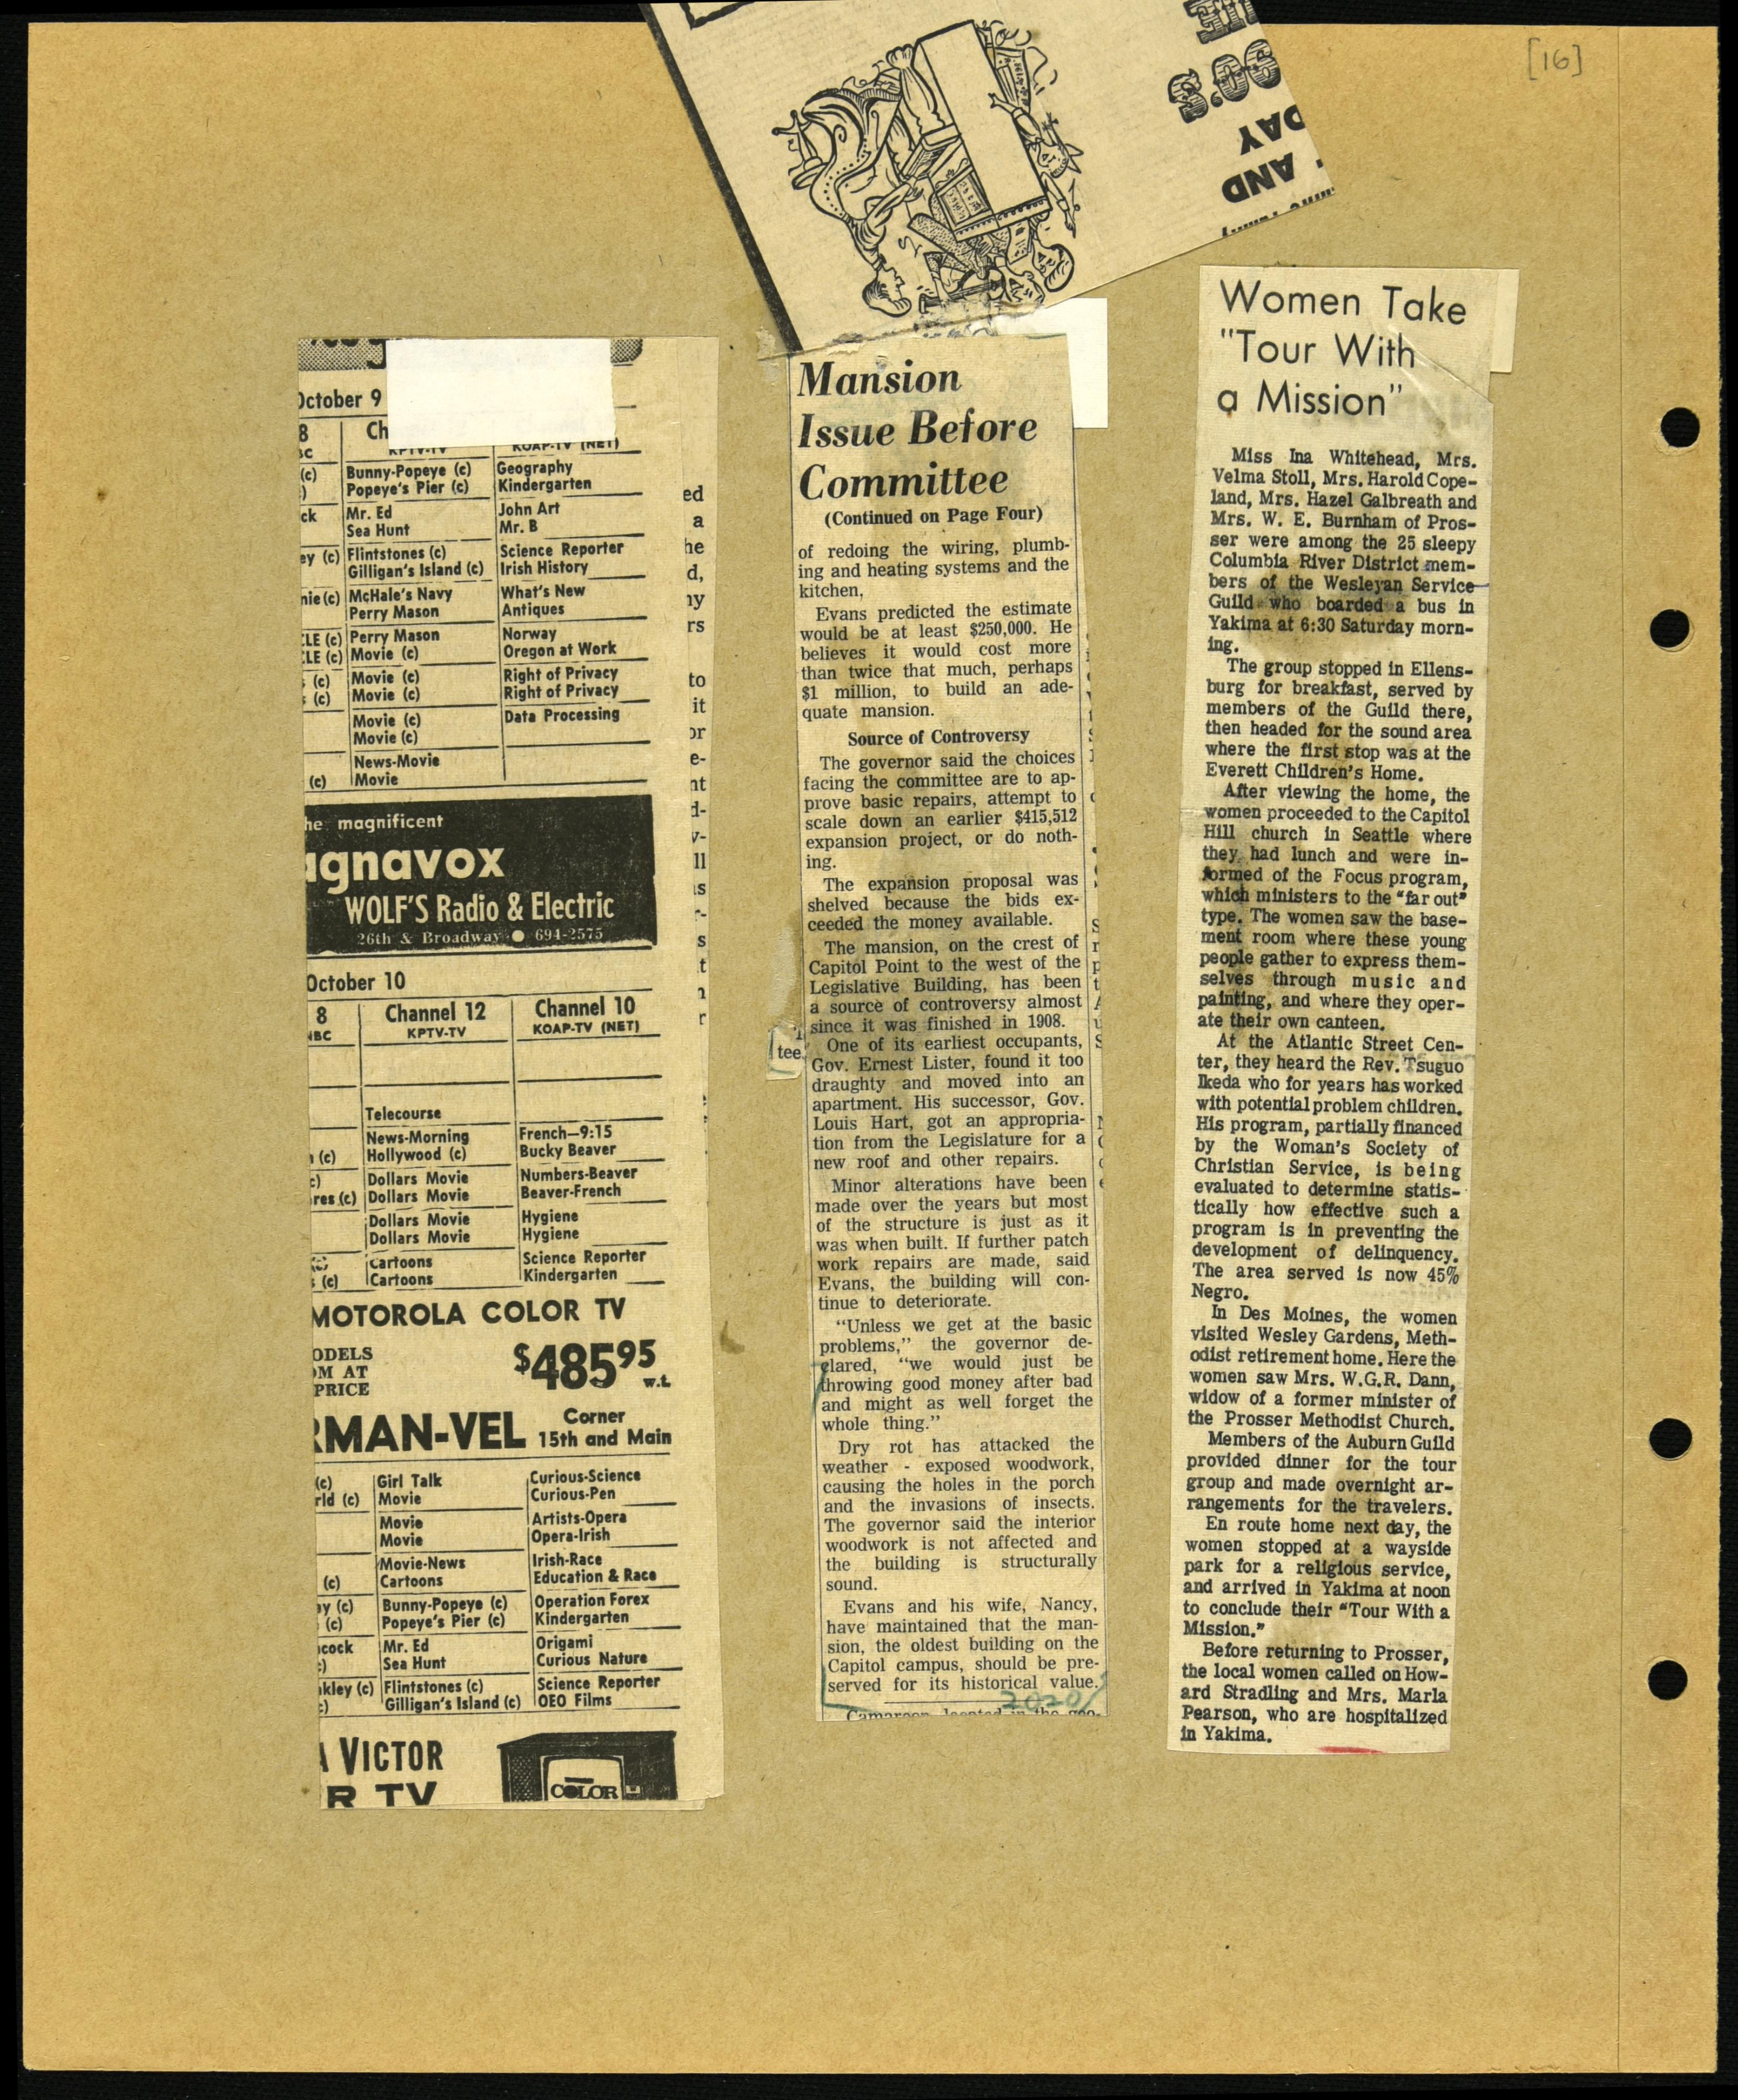 [16]
60's
DAY
AND
October 9
8
Ch
BC
KPTV-TV
KOAP-TV (NET)
(c) Bunny-Popeye (c) Geography
) Popeye's Pier (c) Kindergarten
ck Mr. Ed John Art
Sea Hunt Mr. B
ey (c) Flintstones (c) Science Reporter
Gilligan's Island (c) Irish History
nie (c) McHale's Navy What's New
Perry Mason Antiques
CLE (c) Perry Mason Norway
CLE (c) Movie (c) Oregon at Work
(c) Movie (c) Right of Privacy
(c) Movie (c) Right of Privacy
Movie (c) Data Processing
Movie (c)
News-Movie
(c) Movie
he magnificent
agnavox
WOLF'S Radio & Electric
26th & Broadway • 694-2575
October 10
8 Channel 12 Channel 10
NBC KPTV-TV KOAP-TV (NET)
Telecourse
News-Morning French—9:15
(c) Hollywood (c) Bucky Beaver
c) Dollars Movie Numbers-Beaver
res (c) Dollars Movie Beaver-French
Dollars Movie Hygiene
Dollars Movie Hygiene
Cartoons Science Reporter
(c) Cartoons Kindergarten
MOTOROLA COLOR TV
ODELS
OM AT
PRICE
$485.95
w.t.
RMAN-VEL Corner
15th and Main
(c) Girl Talk Curious-Science
rld (c) Movie Curious-Pen
Movie Artists-Opera
Movie Opera-Irish
Movie-News Irish-Race
(c) Cartoons Education & Race
ay (c) Bunny-Popeye (c) Operation Forex
(c) Popeye's Pier (c) Kindergarten
acock Mr. Ed Origami
c) Sea Hunt Curious Nature
nkley (c) Flintstones (c) Science Reporter
c) Gilligan's Island (c) OEO Films
A VICTOR
R TV
COLOR
ed
a
he
d,
ny
rs
to
it
or
e-
nt
d-
v-
ll
is
r-
s
t
n
r
Mansion
Issue Before
Committee
(Continued on Page Four)
of redoing the wiring, plumb-
ing and heating systems and the
kitchen,
Evans predicted the estimate
would be at least $250,000. He
believes it would cost more
than twice that much, perhaps
$1 million, to build an ade-
quate mansion.
Source of Controversy
The governor said the choices
facing the committee are to ap-
prove basic repairs, attempt to
scale down an earlier $415,512
expansion project, or do noth-
ing.
The expansion proposal was
shelved because the bids ex-
ceeded the money available.
The mansion, on the crest of
Capitol Point to the west of the
Legislative Building, has been
a source of controversy almost
since it was finished in 1908.
tee.
One of its earliest occupants,
Gov. Ernest Lister, found it too
draughty and moved into an
apartment. His successor, Gov.
Louis Hart, got an appropria-
tion from the Legislature for a
new roof and other repairs.
Minor alterations have been
made over the years but most
of the structure is just as it
was when built. If further patch
work repairs are made, said
Evans, the building will con-
tinue to deteriorate.
"Unless we get at the basic
problems," the governor de-
clared, "we would just be
throwing good money after bad
and might as well forget the
whole thing."
Dry rot has attacked the
weather - exposed woodwork,
causing the holes in the porch
and the invasions of insects.
The governor said the interior
woodwork is not affected and
the building is structurally
sound.
Evans and his wife, Nancy,
have maintained that the man-
sion, the oldest building on the
Capitol campus, should be pre-
served for its historical value.
2020
Women Take
"Tour With
a Mission"
Miss Ina Whitehead, Mrs.
Velma Stoll, Mrs. Harold Cope-
land, Mrs. Hazel Galbreath and
Mrs. W. E. Burnham of Pros-
ser were among the 25 sleepy
Columbia River District mem-
bers of the Wesleyan Service
Guild who boarded a bus in
Yakima at 6:30 Saturday morn-
ing.
The group stopped in Ellens-
burg for breakfast, served by
members of the Guild there,
then headed for the sound area
where the first stop was at the
Everett Children's Home.
After viewing the home, the
women proceeded to the Capitol
Hill church in Seattle where
they had lunch and were in-
formed of the Focus program,
which ministers to the "far out"
type. The women saw the base-
ment room where these young
people gather to express them-
selves through music and
painting, and where they oper-
ate their own canteen.
At the Atlantic Street Cen-
ter, they heard the Rev. Tsuguo
Ikeda who for years has worked
with potential problem children.
His program, partially financed
by the Woman's Society of
Christian Service, is being
evaluated to determine statis-
tically how effective such a
program is in preventing the
development of delinquency.
The area served is now 45%
Negro.
In Des Moines, the women
visited Wesley Gardens, Meth-
odist retirement home. Here the
women saw Mrs. W.G.R. Dann,
widow of a former minister of
the Prosser Methodist Church.
Members of the Auburn Guild
provided dinner for the tour
group and made overnight ar-
rangements for the travelers.
En route home next day, the
women stopped at a wayside
park for a religious service,
and arrived in Yakima at noon
to conclude their "Tour With a
Mission."
Before returning to Prosser,
the local women called on How-
ard Stradling and Mrs. Marla
Pearson, who are hospitalized
in Yakima.